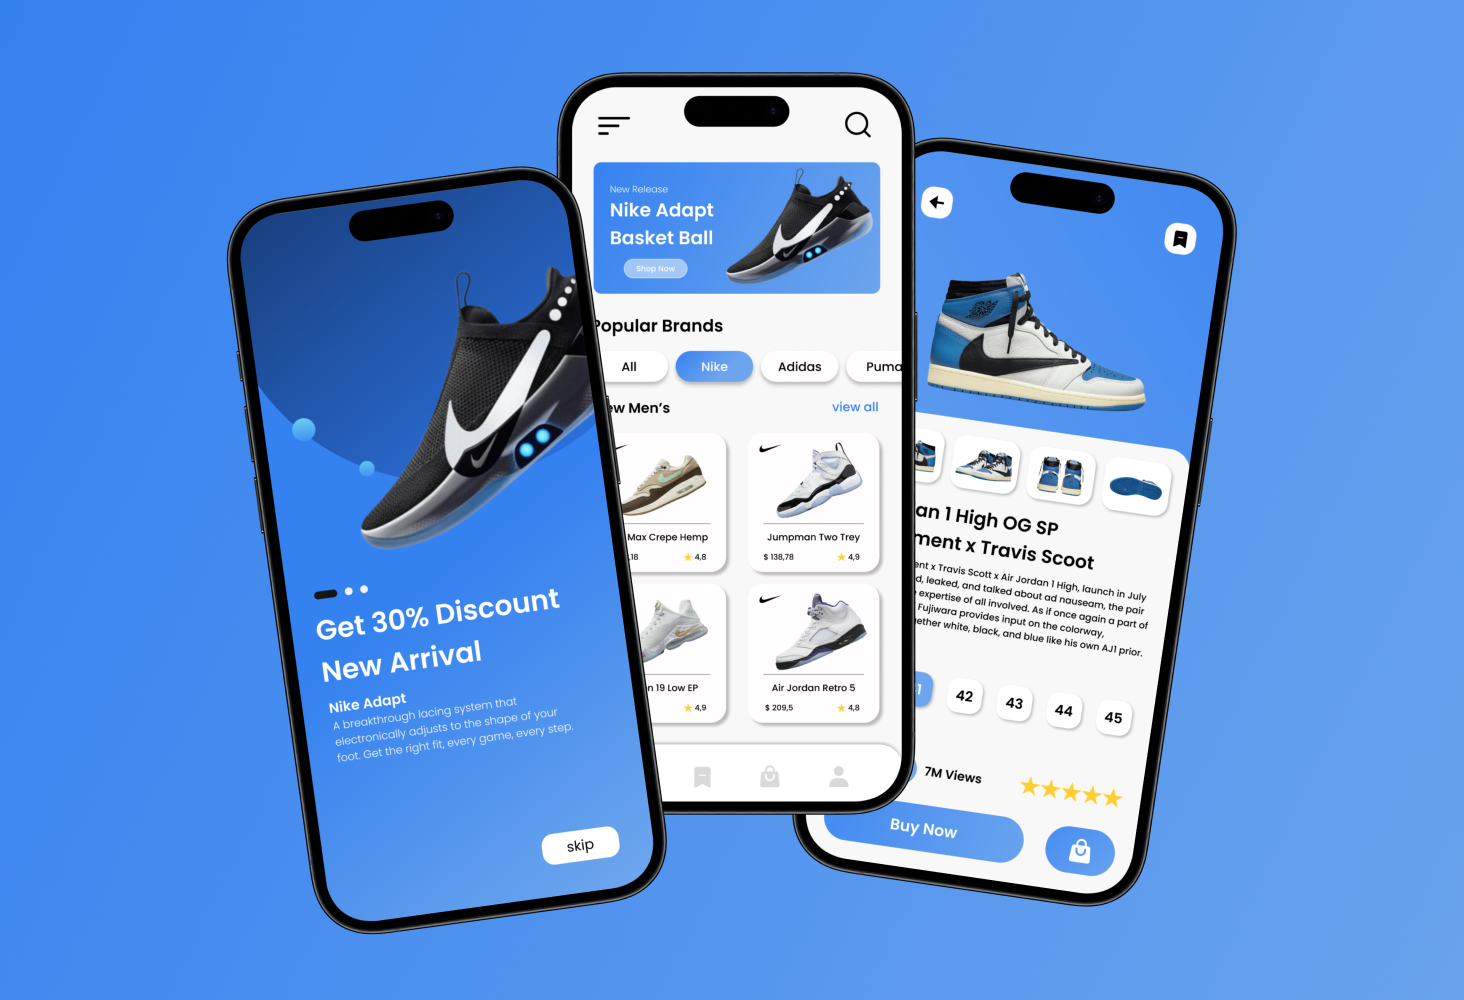 Get 30% Discount
New Arrival
Nike Adapt
A breakthrough lacing system that
electronically adjusts to the shape of your
foot. Get the right fit, every game, every step.
skip
New Release
Nike Adapt
Basket Ball
Shop Now
Popular Brands
All
Nike
Adidas
Puma
ew Men's
view all
Max Crepe Hemp
,18
4,8
Jumpman Two Trey
$ 138,78
4,9
n 19 Low EP
4,9
Air Jordan Retro 5
$ 209,5
4,8
an 1 High OG SP
ment x Travis Scoot
ent x Travis Scott x Air Jordan 1 High, launch in July
d, leaked, and talked about ad nauseam, the pair
expertise of all involved. As if once again a part of
Fujiwara provides input on the colorway,
gether white, black, and blue like his own AJ1 prior.
1
42
43
44
45
7M Views
Buy Now